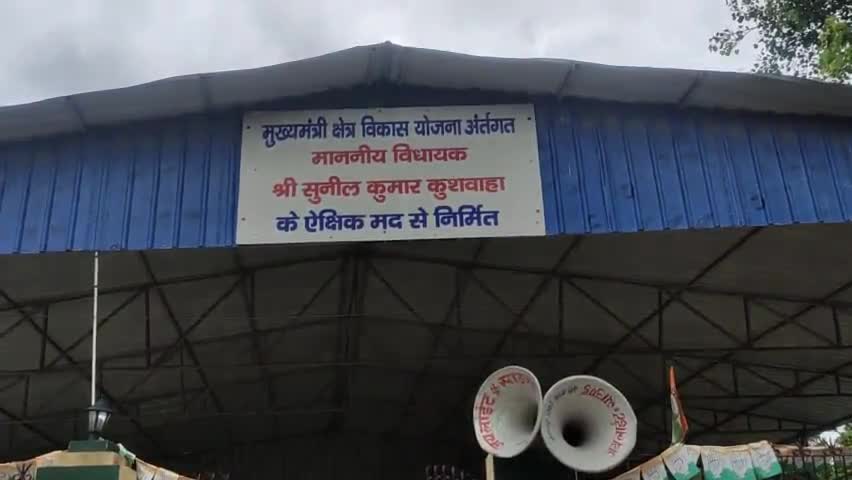 मुख्यमंत्री क्षेत्र विकास योजना अंर्तगत
माननीय विधायक
श्री सुनील कुमार कुशवाहा
के ऐक्षिक मद से निर्मित